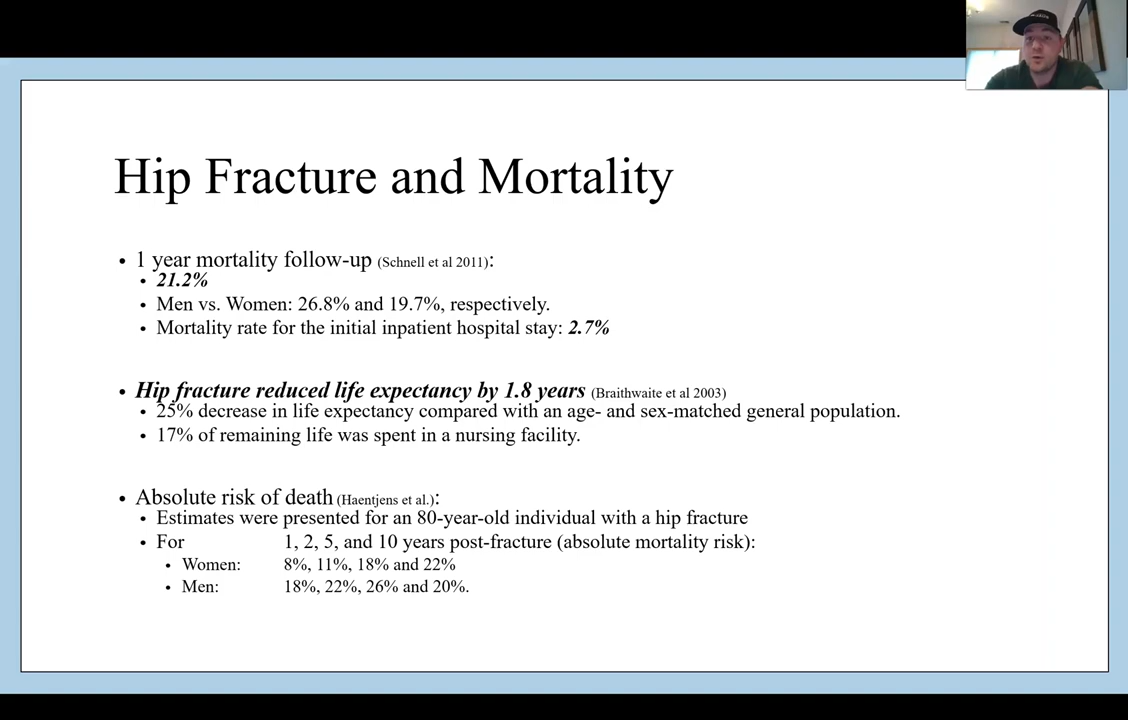 Hip Fracture and Mortality
• 1 year mortality follow-up (Schnell et al 2011):
• 21.2%
• Men vs. Women: 26.8% and 19.7%, respectively.
• Mortality rate for the initial inpatient hospital stay: 2.7%
• Hip fracture reduced life expectancy by 1.8 years (Braithwaite et al 2003)
• 25% decrease in life expectancy compared with an age- and sex-matched general population.
• 17% of remaining life was spent in a nursing facility.
• Absolute risk of death (Haentjens et al.):
• Estimates were presented for an 80-year-old individual with a hip fracture
• For 1, 2, 5, and 10 years post-fracture (absolute mortality risk):
• Women: 8%, 11%, 18% and 22%
• Men: 18%, 22%, 26% and 20%.